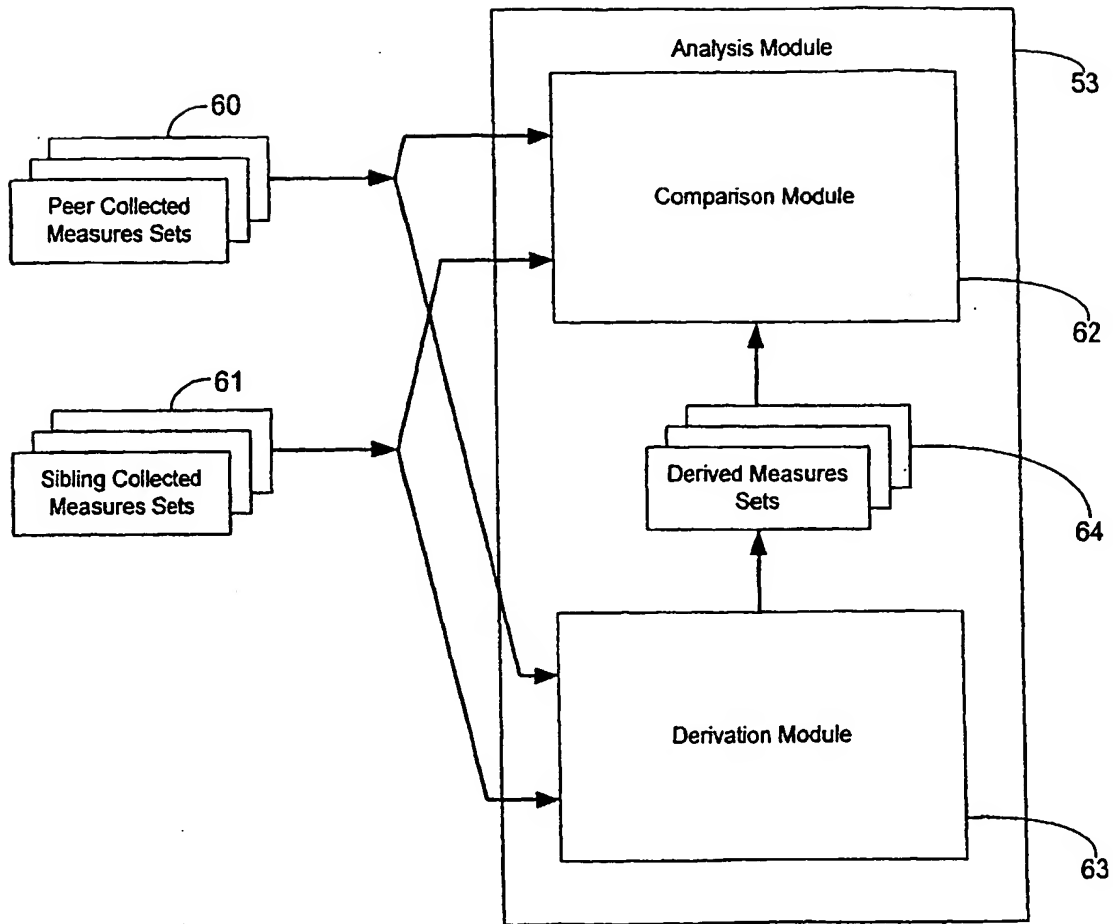 Analysis Module
53
60
Peer Collected
Measures Sets
Comparison Module
62
61
Sibling Collected
Measures Sets
Derived Measures
Sets
64
Derivation Module
63